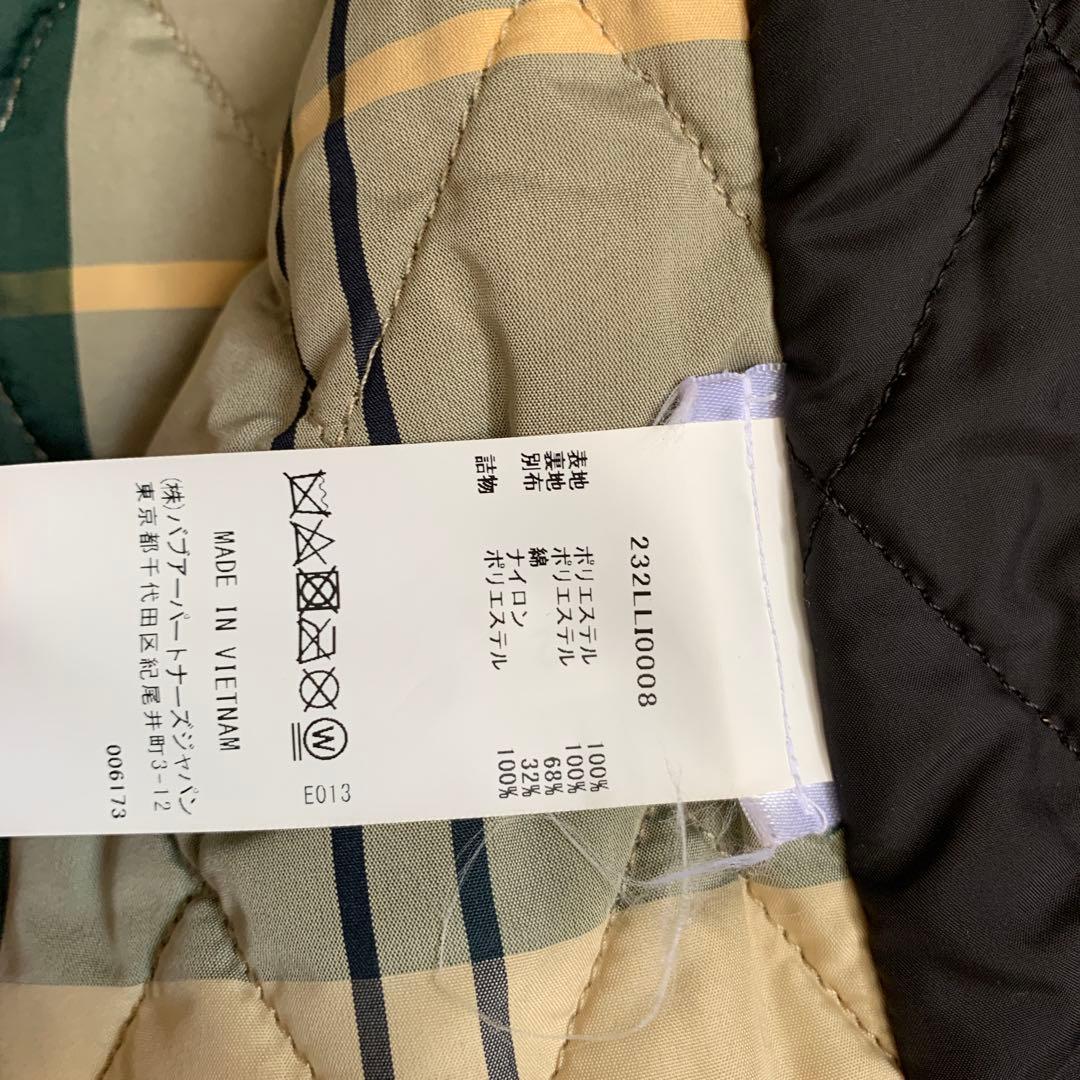 232LLI0008
表地 ポリエステル 100%
裏地 ポリエステル 100%
別布 綿 68%
ナイロン 32%
詰物 ポリエステル 100%
W
E013
MADE IN VIETNAM
(株)バブアーパートナーズジャパン
東京都千代田区紀尾井町3-12
006173